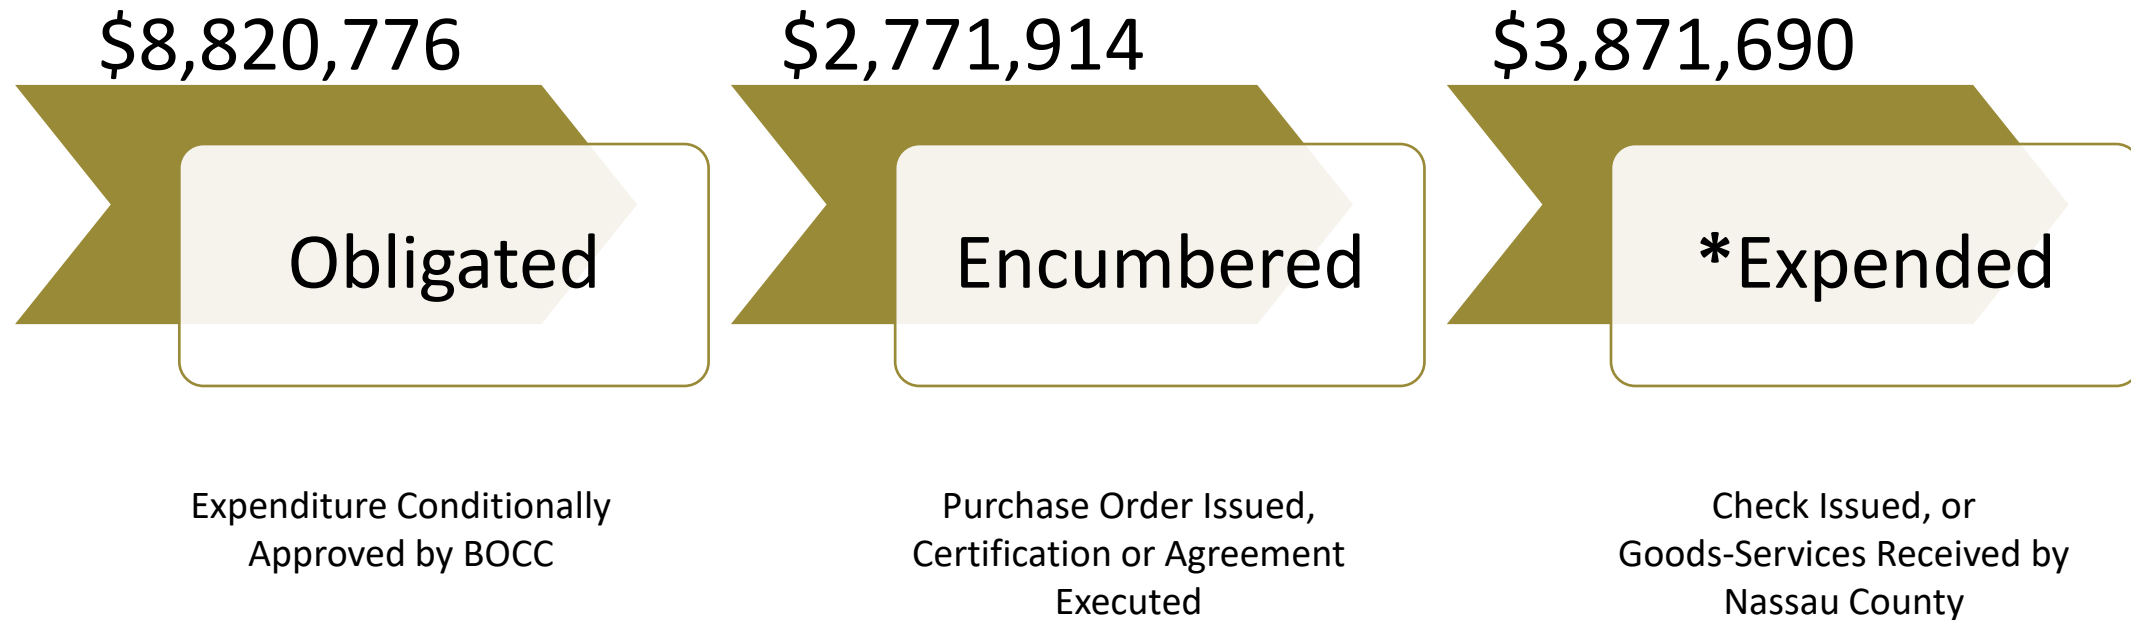 $8,820,776
$2,771,914
$3,871,690
Obligated
Encumbered
*Expended
Expenditure Conditionally
Approved by BOCC
Purchase Order Issued,
Certification or Agreement
Executed
Check Issued, or
Goods-Services Received by
Nassau County